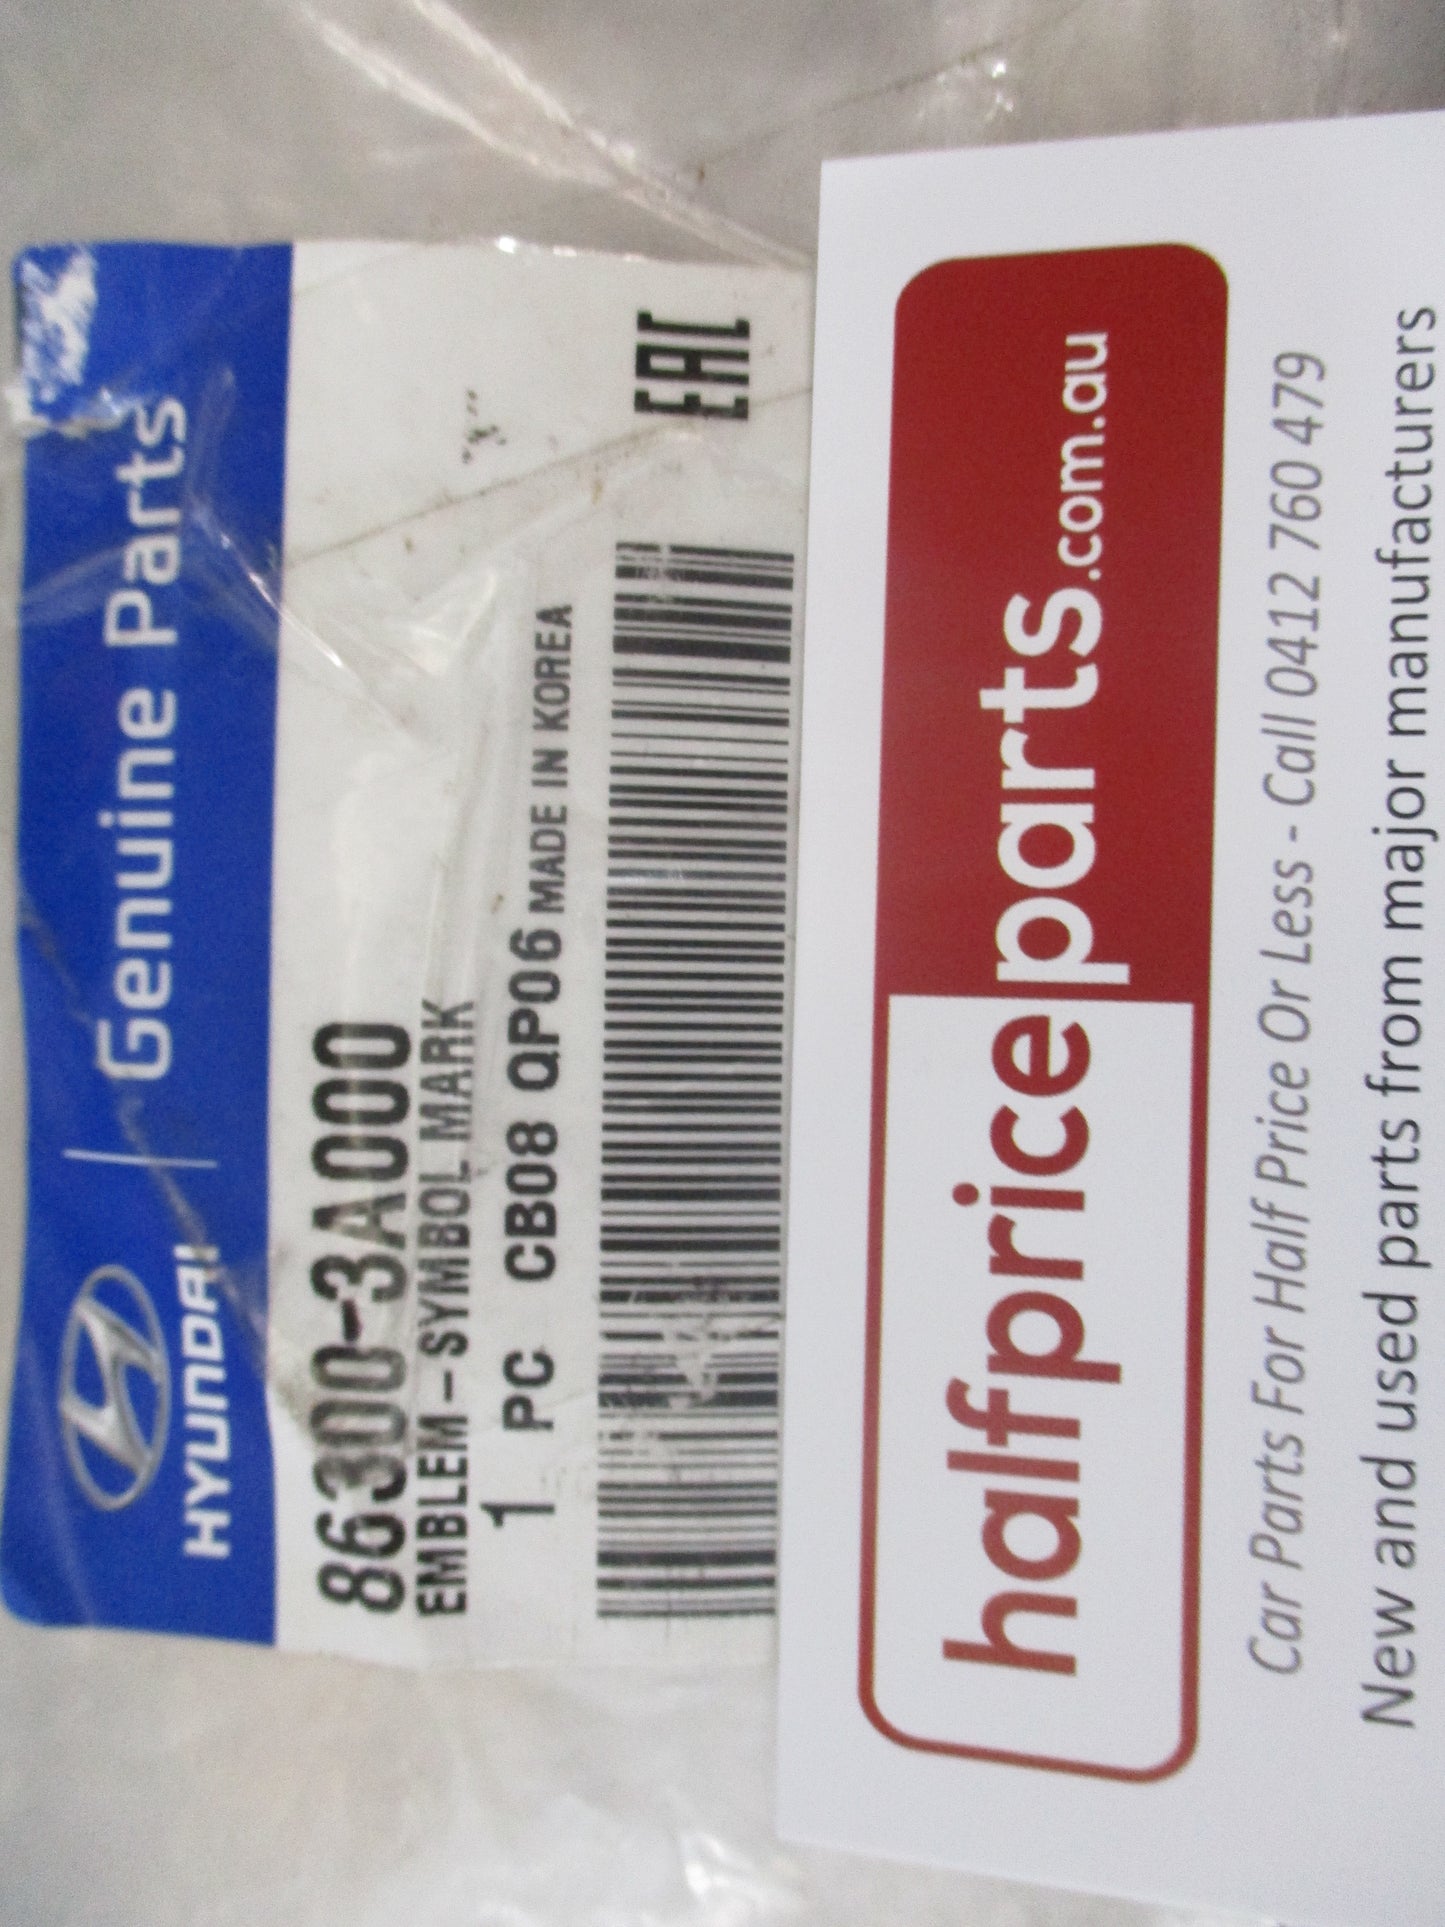 HYUNDAI | Genuine Parts
86300-3A000
EMBLEM-SYMBOL MARK
1 PC CB08 QP06 MADE IN KOREA
EAC
halfpriceparts.com.au
Car Parts For Half Price Or Less - Call 0412 760 479
New and used parts from major manufacturers